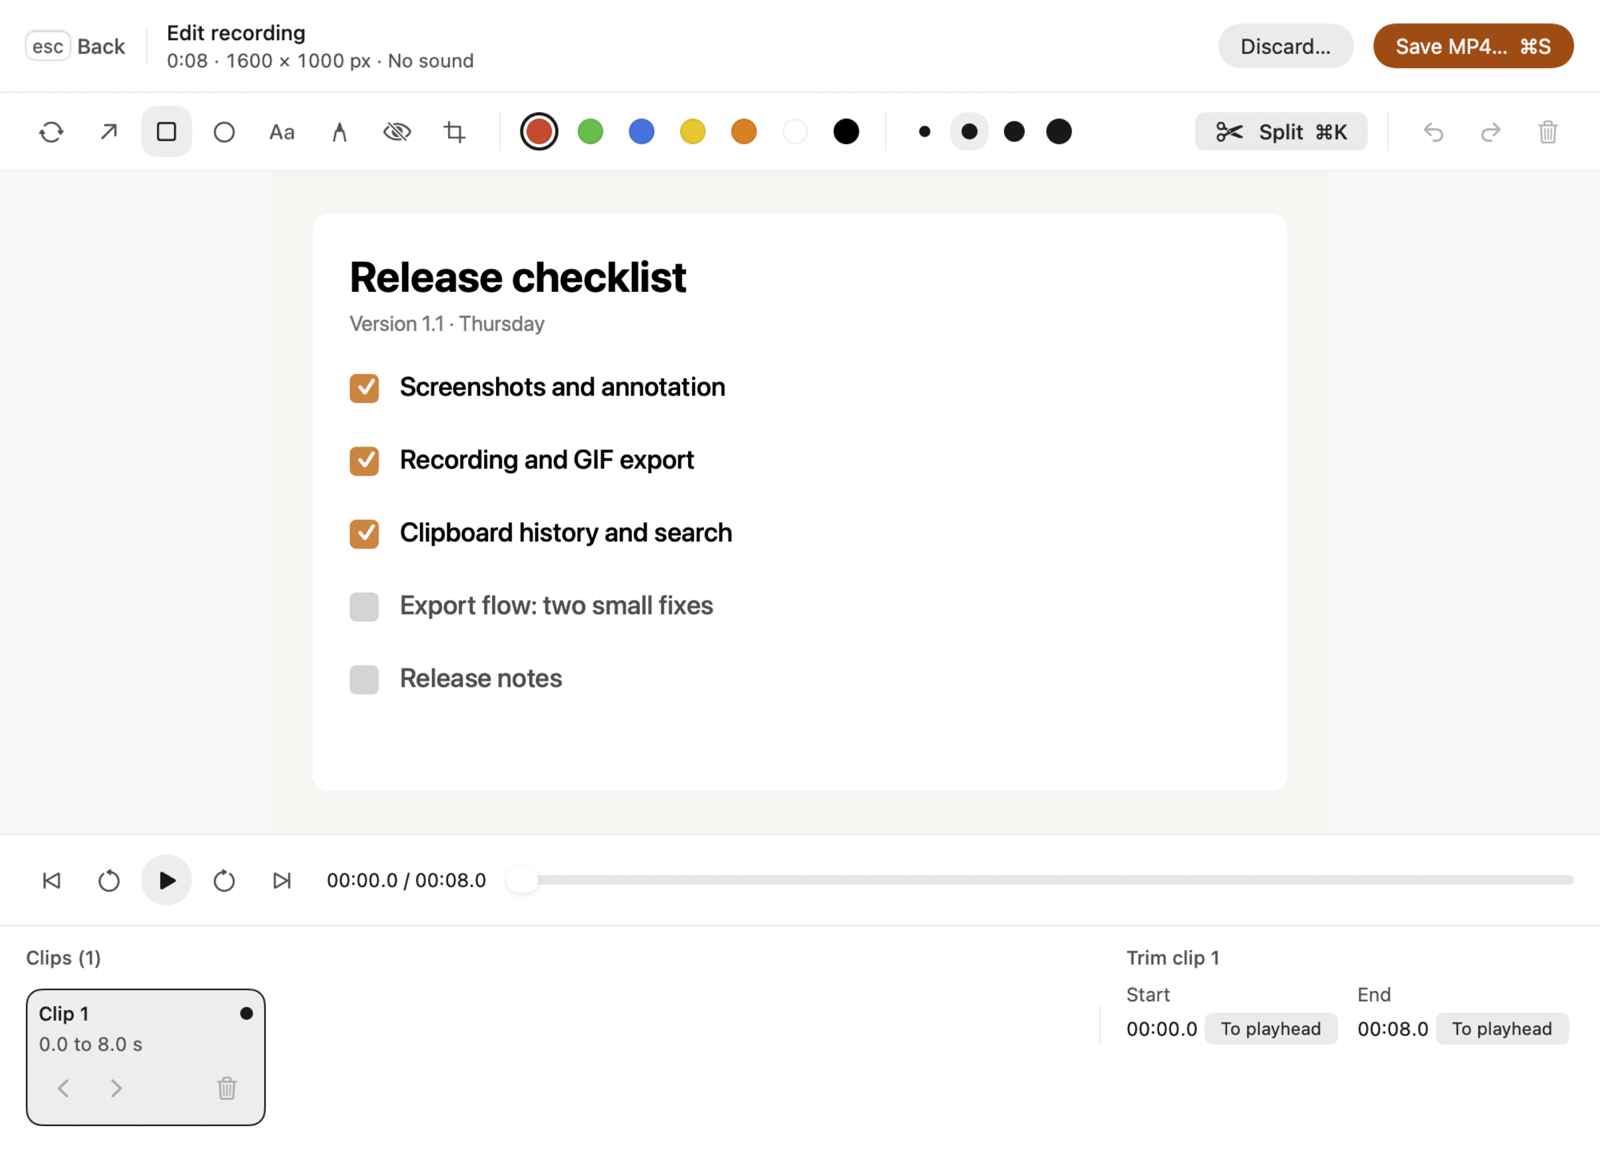 esc Back
Edit recording
0:08 · 1600 × 1000 px · No sound
Discard...
Save MP4... ⌘S
Aa
Split ⌘K
Release checklist
Version 1.1 · Thursday
Screenshots and annotation
Recording and GIF export
Clipboard history and search
Export flow: two small fixes
Release notes
00:00.0 / 00:08.0
Clips (1)
Clip 1
0.0 to 8.0 s
Trim clip 1
Start
00:00.0 To playhead
End
00:08.0 To playhead